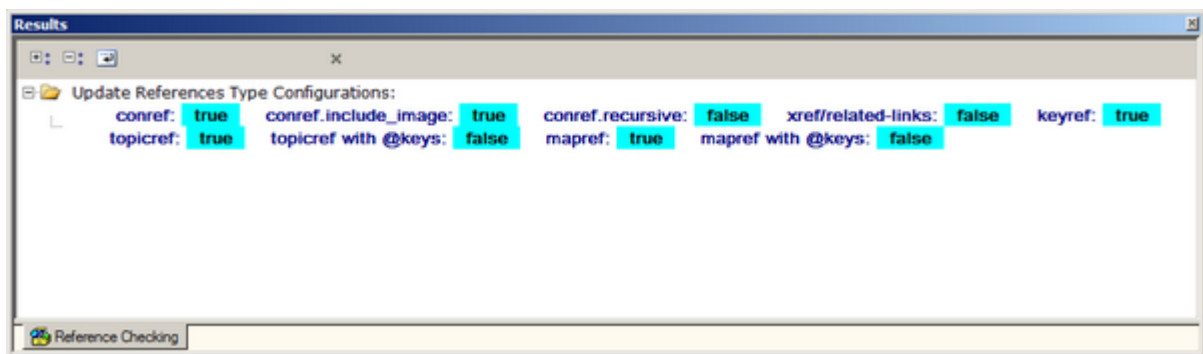 Results
Update References Type Configurations:
conref: true conref.include_image: true conref.recursive: false xref/related-links: false keyref: true
topicref: true topicref with @keys: false mapref: true mapref with @keys: false
Reference Checking